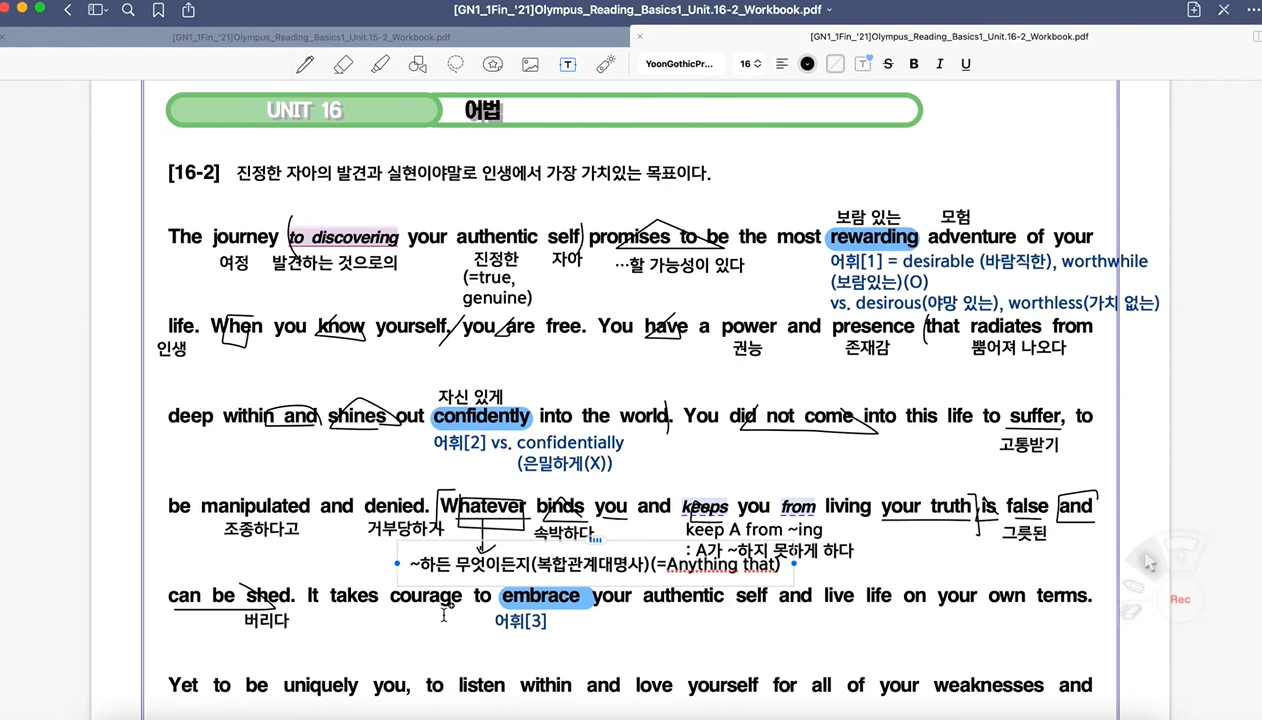 [GN1_1Fin_'21]Olympus_Reading_Basics1_Unit.16-2_Workbook.pdf
[GN1_1Fin_'21]Olympus_Reading_Basics1_Unit.15-2_Workbook.pdf
[GN1_1Fin_'21]Olympus_Reading_Basics1_Unit.16-2_Workbook.pdf
YoonGothicPr... 16 S B I U
UNIT 16 어법
[16-2] 진정한 자아의 발견과 실현이야말로 인생에서 가장 가치있는 목표이다.
보람 있는 모험
The journey to discovering your authentic self promises to be the most rewarding adventure of your
여정 발견하는 것으로의 진정한 자아 …할 가능성이 있다 어휘[1] = desirable (바람직한), worthwhile
(=true, (보람있는)(O)
genuine) vs. desirous(야망 있는), worthless(가치 없는)
life. When you know yourself, you are free. You have a power and presence that radiates from
인생 권능 존재감 뿜어져 나오다
자신 있게
deep within and shines out confidently into the world. You did not come into this life to suffer, to
어휘[2] vs. confidentially 고통받기
(은밀하게(X))
be manipulated and denied. Whatever binds you and keeps you from living your truth is false and
조종하다고 거부당하기 속박하다 keep A from ~ing 그릇된
: A가 ~하지 못하게 하다
~하든 무엇이든지(복합관계대명사)(=Anything that)
can be shed. It takes courage to embrace your authentic self and live life on your own terms.
버리다 어휘[3]
Rec
Yet to be uniquely you, to listen within and love yourself for all of your weaknesses and